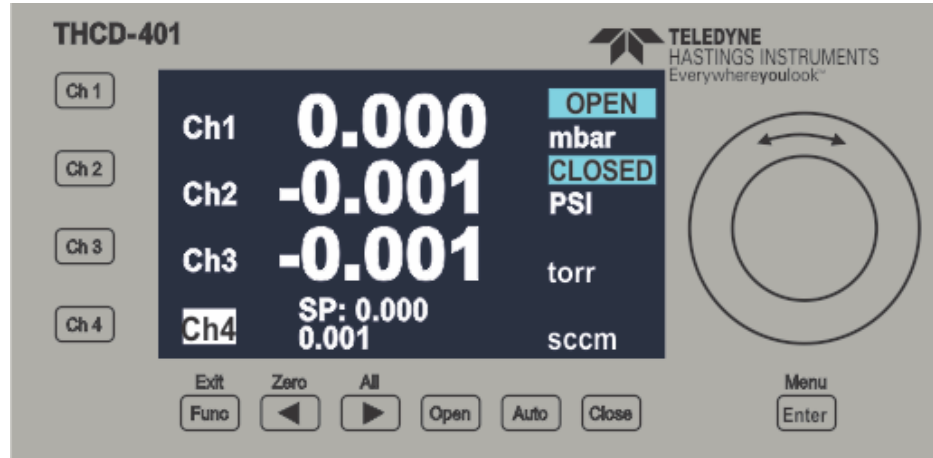 THCD-401
TELEDYNE
HASTINGS INSTRUMENTS
Everywhereyoulook™
Ch 1
Ch 2
Ch 3
Ch 4
Ch1 0.000 OPEN
mbar
Ch2 -0.001 CLOSED
PSI
Ch3 -0.001 torr
Ch4 SP: 0.000
0.001 sccm
Exit Zero All Menu
Func Open Auto Close Enter